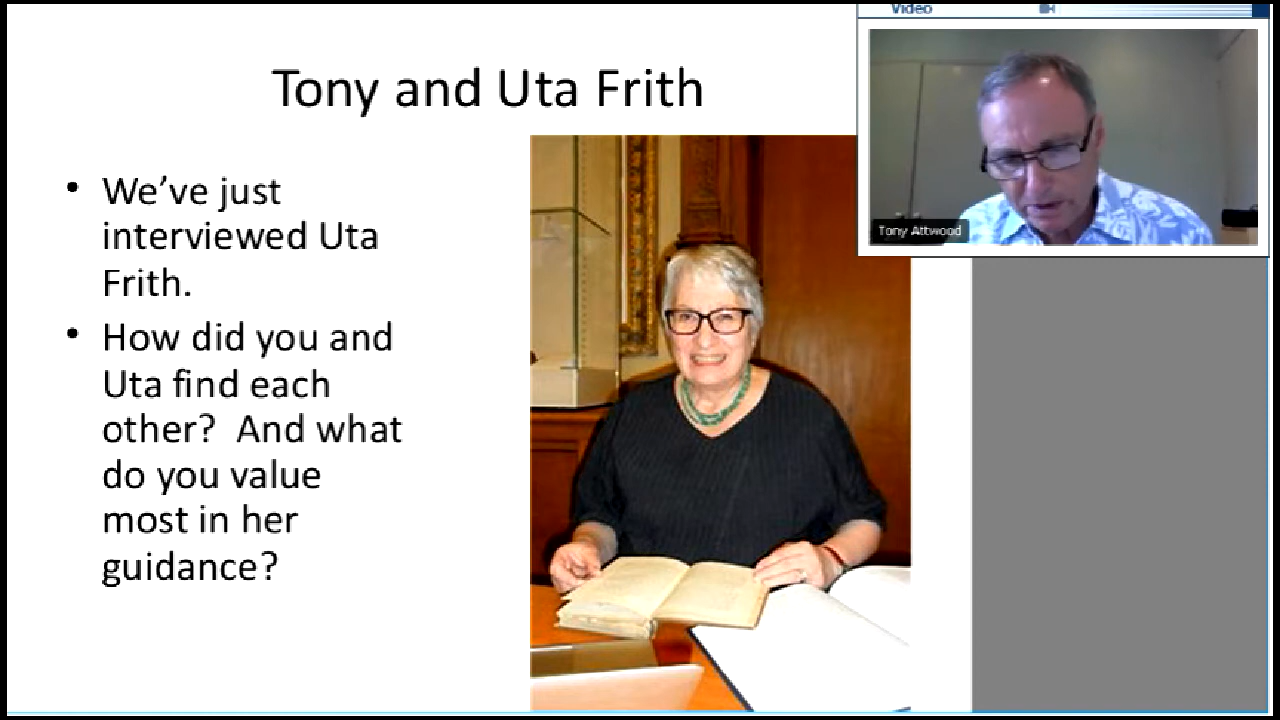 Video
Tony and Uta Frith
Tony Attwood
• We’ve just
interviewed Uta
Frith.
• How did you and
Uta find each
other?  And what
do you value
most in her
guidance?